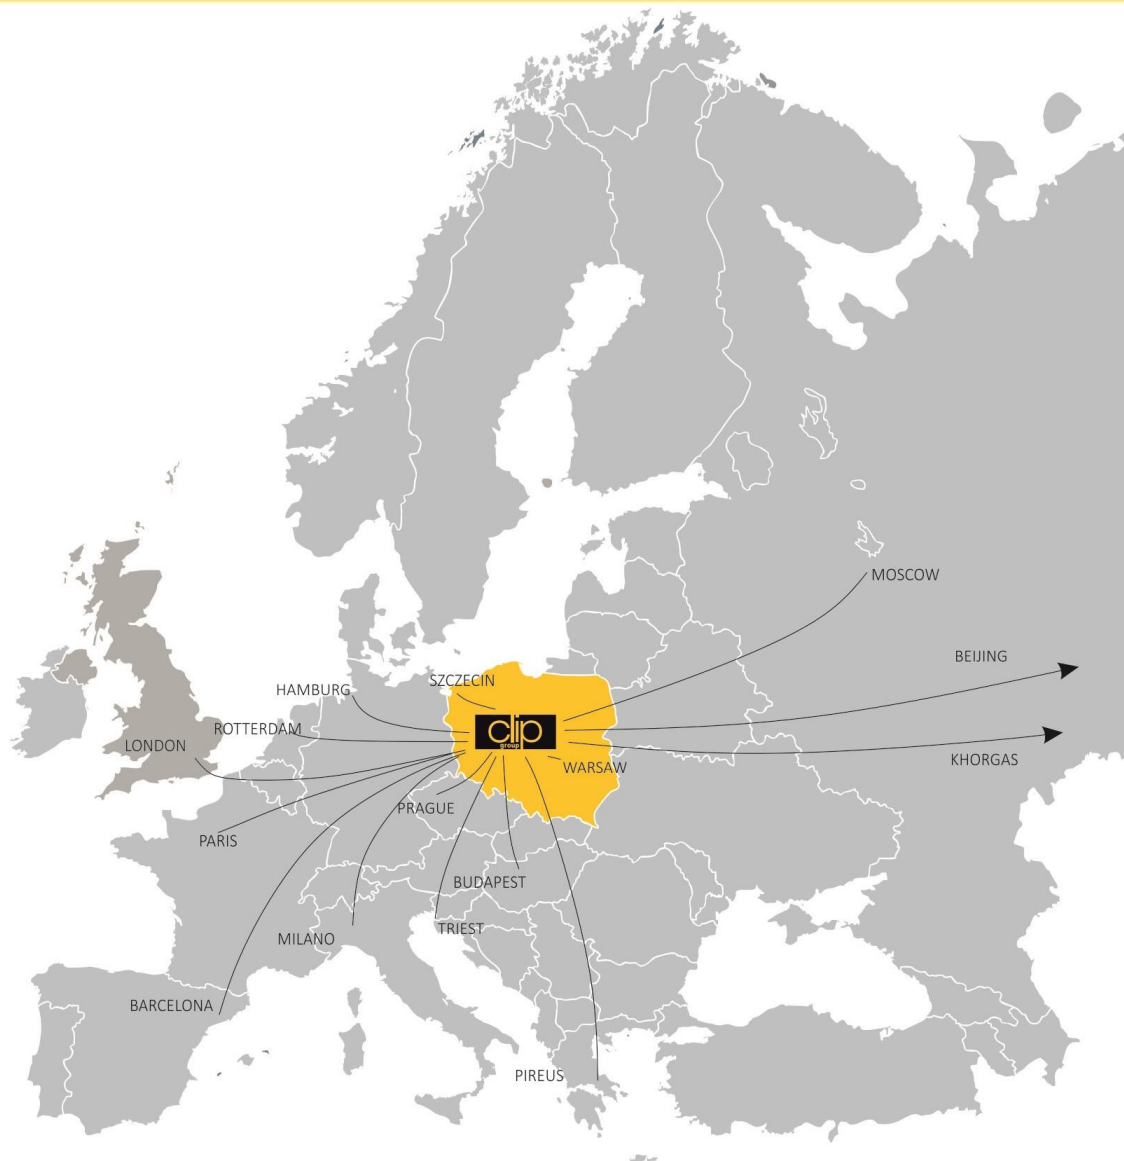 MOSCOW
BEIJING
SZCZECIN
HAMBURG
ROTTERDAM
clip
group
LONDON
KHORGAS
WARSAW
PRAGUE
PARIS
BUDAPEST
TRIEST
MILANO
BARCELONA
PIREUS